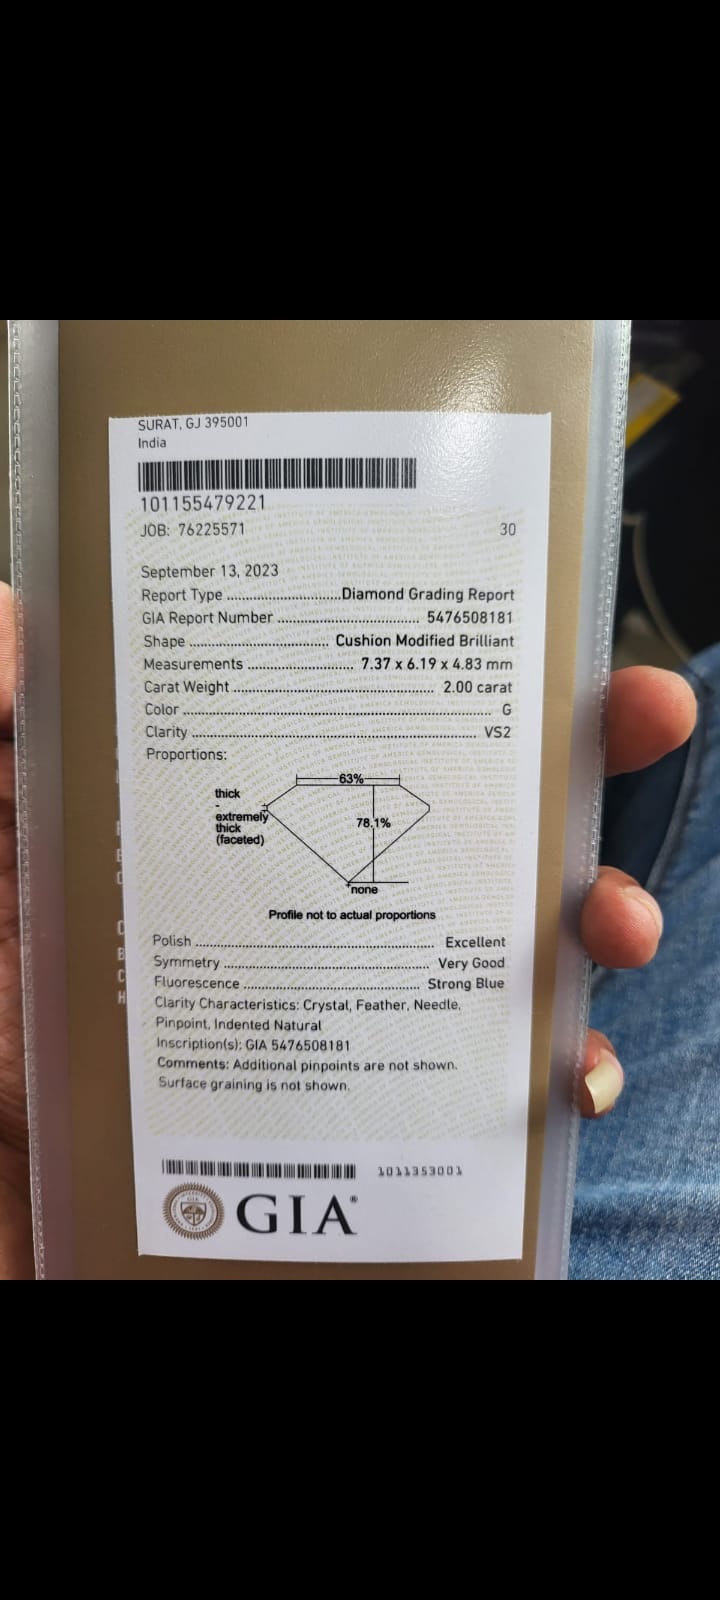 SURAT, GJ 395001
India
101155479221
JOB: 76225571 30
September 13, 2023
Report Type ..............................Diamond Grading Report
GIA Report Number ...................................... 5476508181
Shape ..................................... Cushion Modified Brilliant
Measurements ............................ 7.37 x 6.19 x 4.83 mm
Carat Weight ...................................................... 2.00 carat
Color ................................................................................ G
Clarity ........................................................................... VS2
Proportions:
63%
thick
-
extremely
thick
(faceted)
78.1%
none
Profile not to actual proportions
Polish ................................................................ Excellent
Symmetry ....................................................... Very Good
Fluorescence ................................................ Strong Blue
Clarity Characteristics: Crystal, Feather, Needle,
Pinpoint, Indented Natural
Inscription(s): GIA 5476508181
Comments: Additional pinpoints are not shown.
Surface graining is not shown.
1011353001
GIA®